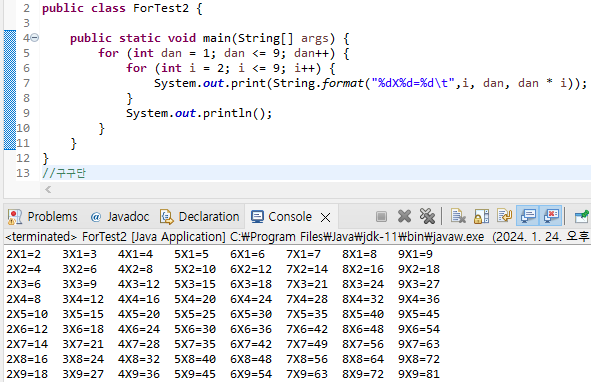 2 public class ForTest2 {
3
4 public static void main(String[] args) {
5 for (int dan = 1; dan <= 9; dan++) {
6 for (int i = 2; i <= 9; i++) {
7 System.out.print(String.format("%dX%d=%d\t",i, dan, dan * i));
8 }
9 System.out.println();
10 }
11 }
12 }
13 //구구단
Problems @ Javadoc Declaration Console
<terminated> ForTest2 [Java Application] C:₩Program Files₩Java₩jdk-11₩bin₩javaw.exe (2024. 1. 24. 오후
2X1=2 3X1=3 4X1=4 5X1=5 6X1=6 7X1=7 8X1=8 9X1=9
2X2=4 3X2=6 4X2=8 5X2=10 6X2=12 7X2=14 8X2=16 9X2=18
2X3=6 3X3=9 4X3=12 5X3=15 6X3=18 7X3=21 8X3=24 9X3=27
2X4=8 3X4=12 4X4=16 5X4=20 6X4=24 7X4=28 8X4=32 9X4=36
2X5=10 3X5=15 4X5=20 5X5=25 6X5=30 7X5=35 8X5=40 9X5=45
2X6=12 3X6=18 4X6=24 5X6=30 6X6=36 7X6=42 8X6=48 9X6=54
2X7=14 3X7=21 4X7=28 5X7=35 6X7=42 7X7=49 8X7=56 9X7=63
2X8=16 3X8=24 4X8=32 5X8=40 6X8=48 7X8=56 8X8=64 9X8=72
2X9=18 3X9=27 4X9=36 5X9=45 6X9=54 7X9=63 8X9=72 9X9=81